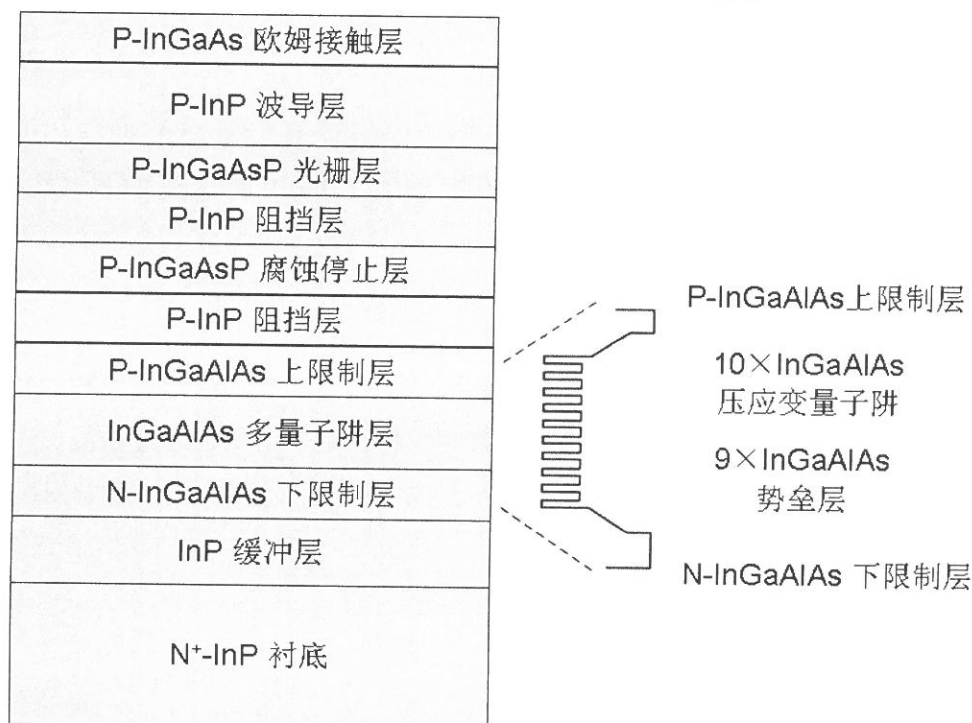 P-InGaAs 欧姆接触层
P-InP 波导层
P-InGaAsP 光栅层
P-InP 阻挡层
P-InGaAsP 腐蚀停止层
P-InP 阻挡层
P-InGaAlAs 上限制层
InGaAlAs 多量子阱层
N-InGaAlAs 下限制层
InP 缓冲层
N⁺-InP 衬底
P-InGaAlAs上限制层
10×InGaAlAs
压应变量子阱
9×InGaAlAs
势垒层
N-InGaAlAs 下限制层